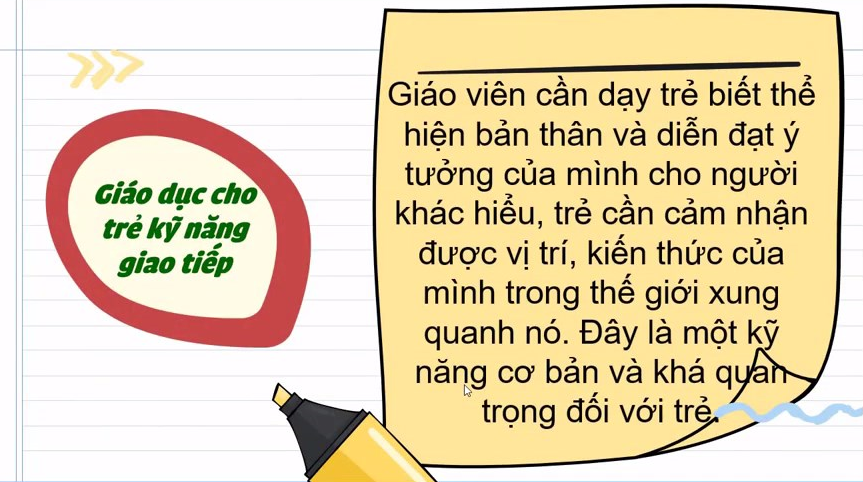 Giáo dục cho
trẻ kỹ năng
giao tiếp
Giáo viên cần dạy trẻ biết thể
hiện bản thân và diễn đạt ý
tưởng của mình cho người
khác hiểu, trẻ cần cảm nhận
được vị trí, kiến thức của
mình trong thế giới xung
quanh nó. Đây là một kỹ
năng cơ bản và khá quan
trọng đối với trẻ.